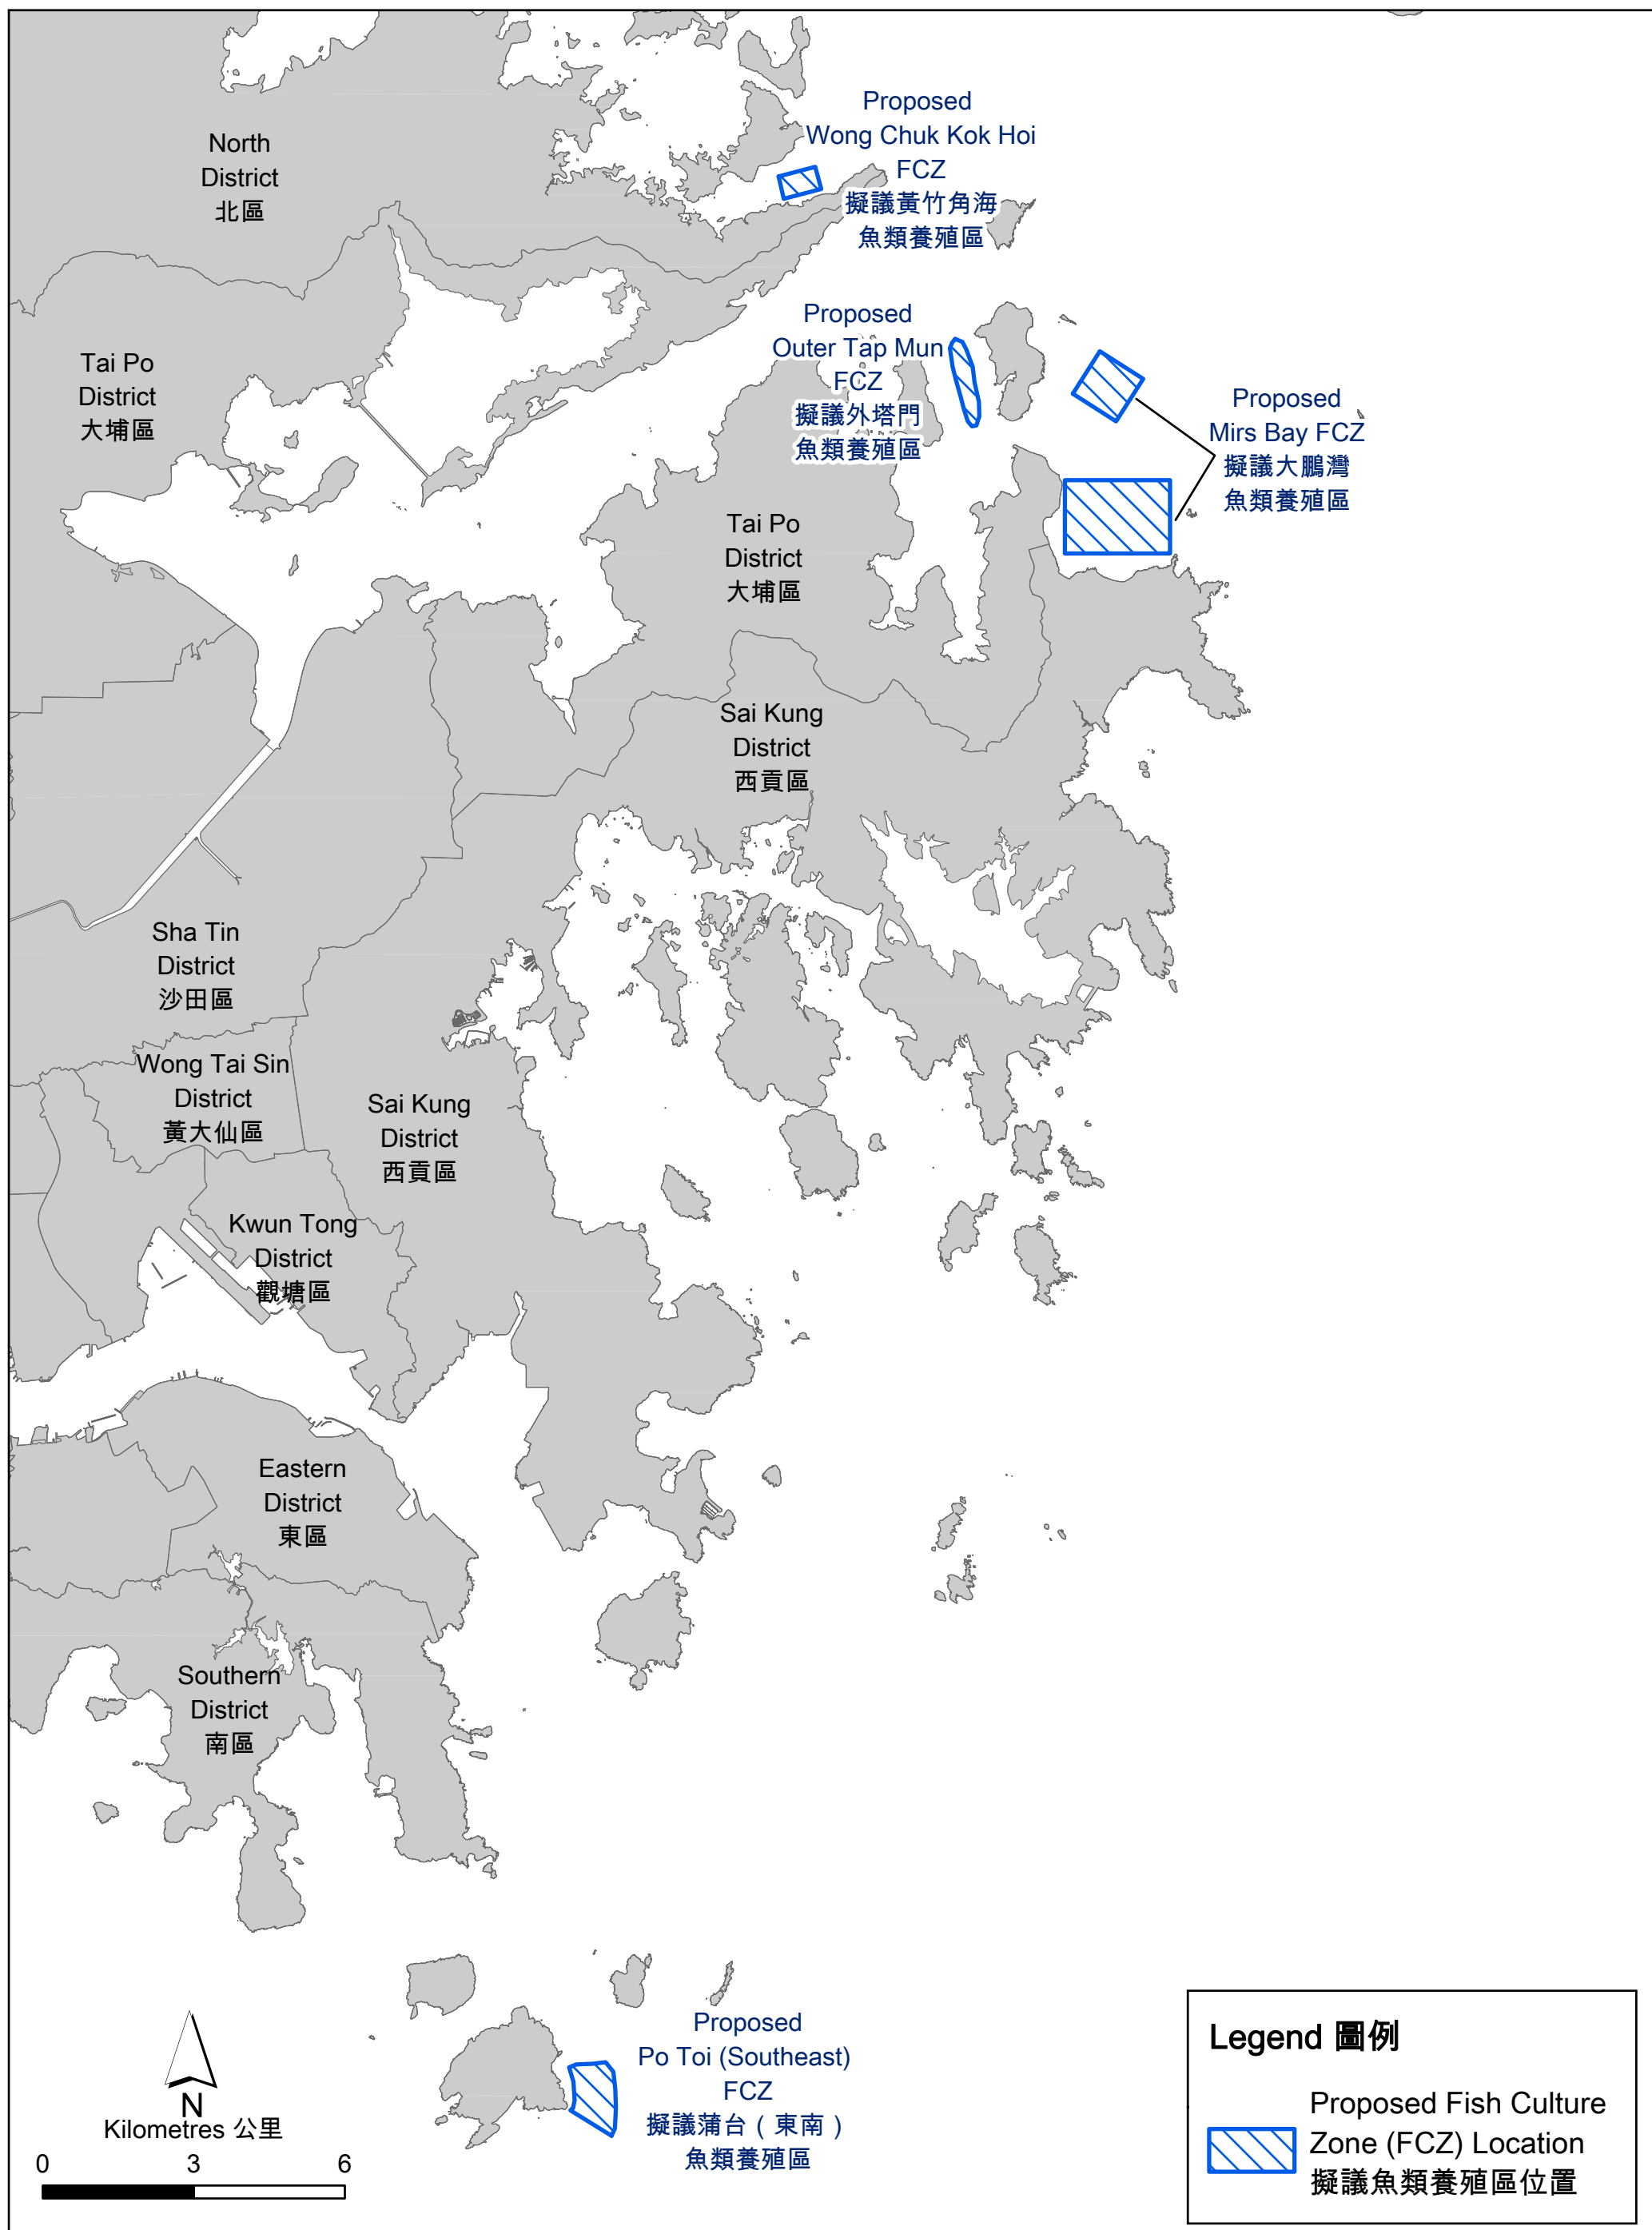 Proposed
Wong Chuk Kok Hoi
FCZ
擬議黃竹角海
魚類養殖區
North
District
北區
Proposed
Outer Tap Mun
FCZ
擬議外塔門
魚類養殖區
Tai Po
District
大埔區
Proposed
Mirs Bay FCZ
擬議大鵬灣
魚類養殖區
Tai Po
District
大埔區
Sai Kung
District
西貢區
Sha Tin
District
沙田區
Wong Tai Sin
District
黃大仙區
Sai Kung
District
西貢區
Kwun Tong
District
觀塘區
Eastern
District
東區
Southern
District
南區
Proposed
Po Toi (Southeast)
FCZ
擬議蒲台（東南）
魚類養殖區
N
Kilometres 公里
0 3 6
Legend 圖例
Proposed Fish Culture
Zone (FCZ) Location
擬議魚類養殖區位置